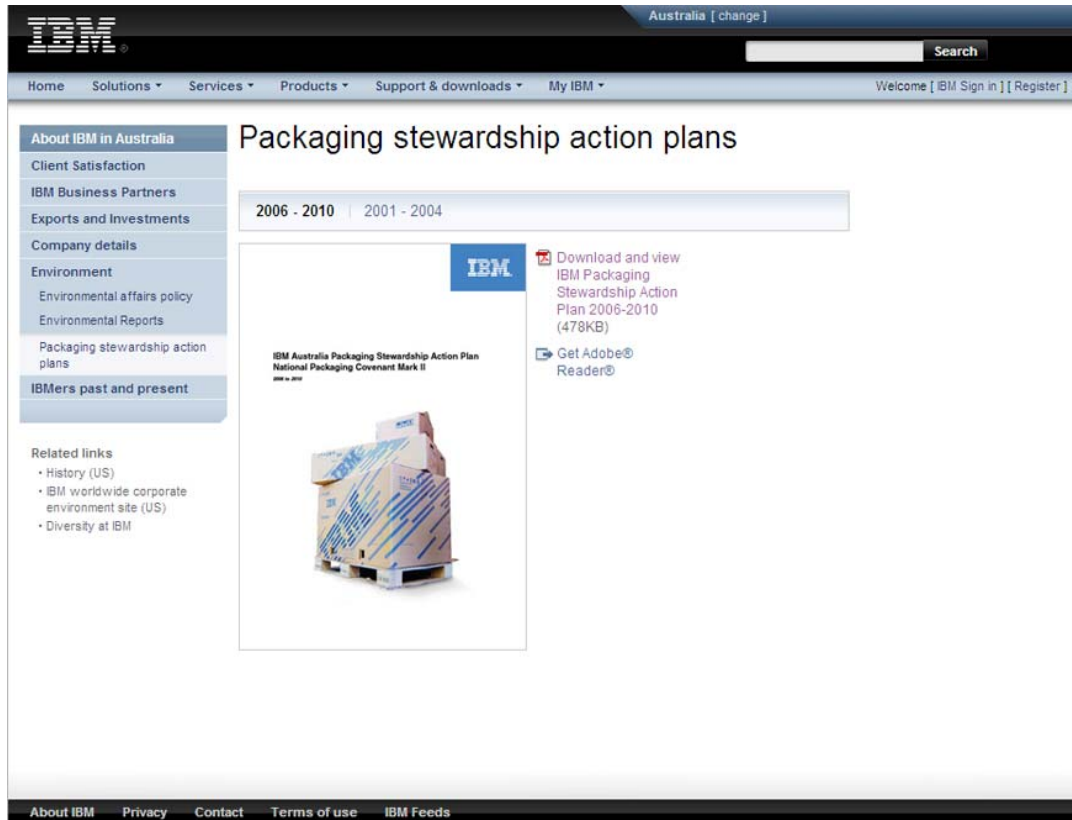 Australia [ change ]
IBM®
Search
Home Solutions Services Products Support & downloads My IBM Welcome [ IBM Sign in ] [ Register ]
About IBM in Australia
Client Satisfaction
IBM Business Partners
Exports and Investments
Company details
Environment
Environmental affairs policy
Environmental Reports
Packaging stewardship action
plans
IBMers past and present
Related links
• History (US)
• IBM worldwide corporate
environment site (US)
• Diversity at IBM
Packaging stewardship action plans
2006 - 2010 | 2001 - 2004
IBM
IBM Australia Packaging Stewardship Action Plan
National Packaging Covenant Mark II
2006 to 2010
IBM
Download and view
IBM Packaging
Stewardship Action
Plan 2006-2010
(478KB)
Get Adobe®
Reader®
About IBM Privacy Contact Terms of use IBM Feeds